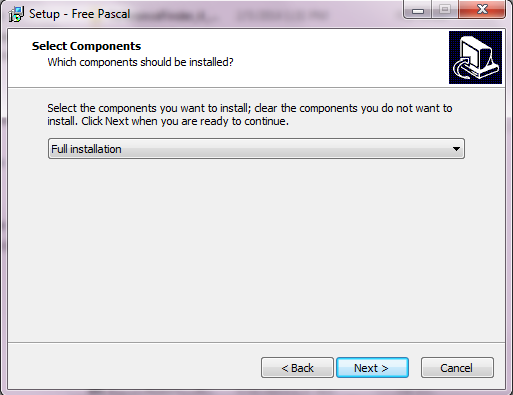 Setup - Free Pascal
Select Components
Which components should be installed?
Select the components you want to install; clear the components you do not want to
install. Click Next when you are ready to continue.
Full installation
< Back
Next >
Cancel